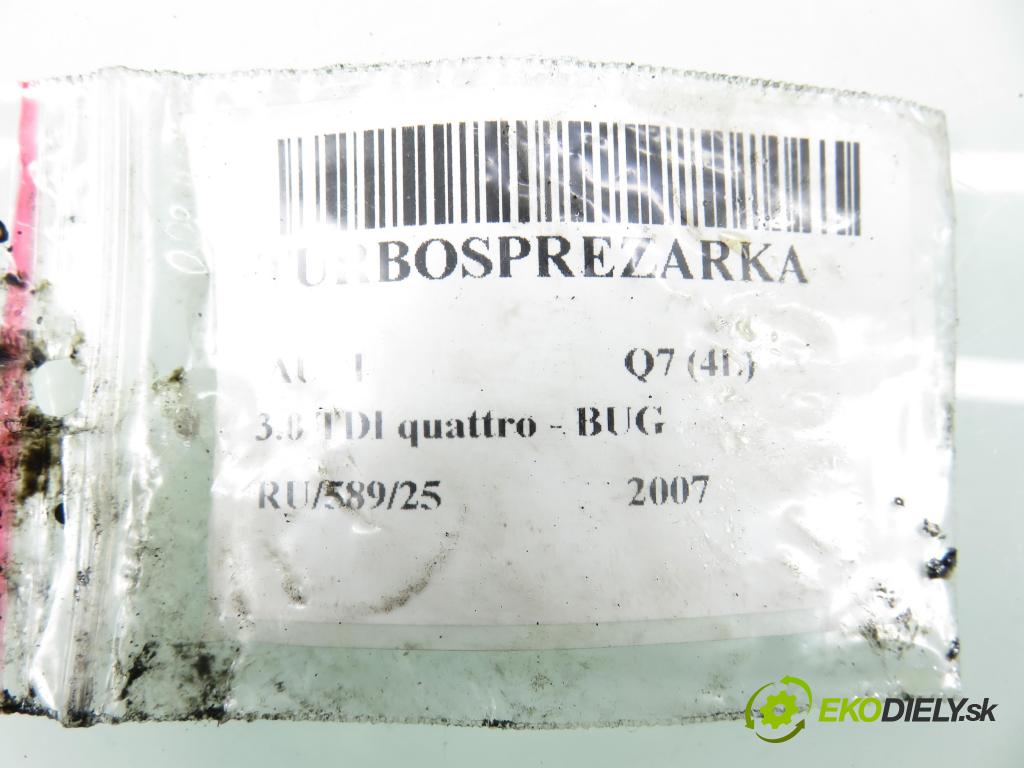 TURBOSPREZARKA
AUDI Q7 (4L)
3.0 TDI quattro - BUG
RU/589/25 2007
EKODIELY.sk